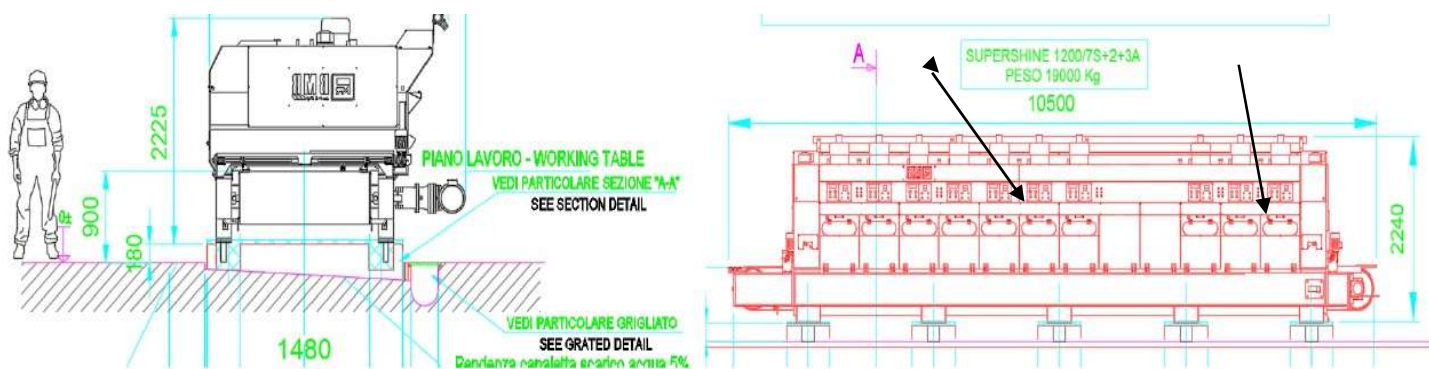 2225
900
180
1480
PIANO LAVORO - WORKING TABLE
VEDI PARTICOLARE SEZIONE "A-A"
SEE SECTION DETAIL
VEDI PARTICOLARE GRIGLIATO
SEE GRATED DETAIL
Pendenza canaletta scarico acqua 5%
A
SUPERSHINE 1200/7S+2+3A
PESO 19000 Kg
10500
2240